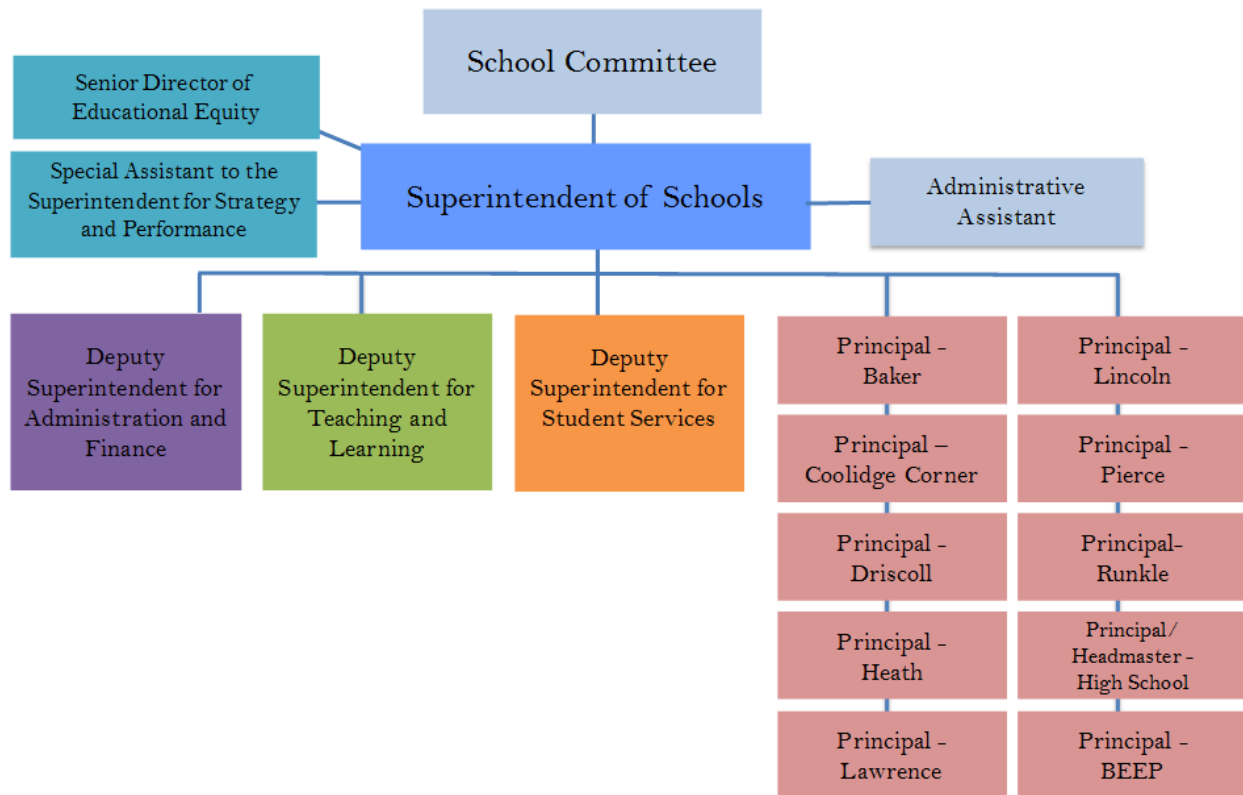 School Committee
Senior Director of
Educational Equity
Special Assistant to the
Superintendent for Strategy
and Performance
Superintendent of Schools
Administrative
Assistant
Deputy
Superintendent for
Administration and
Finance
Deputy
Superintendent for
Teaching and
Learning
Deputy
Superintendent for
Student Services
Principal -
Baker
Principal –
Coolidge Corner
Principal -
Driscoll
Principal -
Heath
Principal -
Lawrence
Principal -
Lincoln
Principal -
Pierce
Principal–
Runkle
Principal/
Headmaster -
High School
Principal -
BEEP